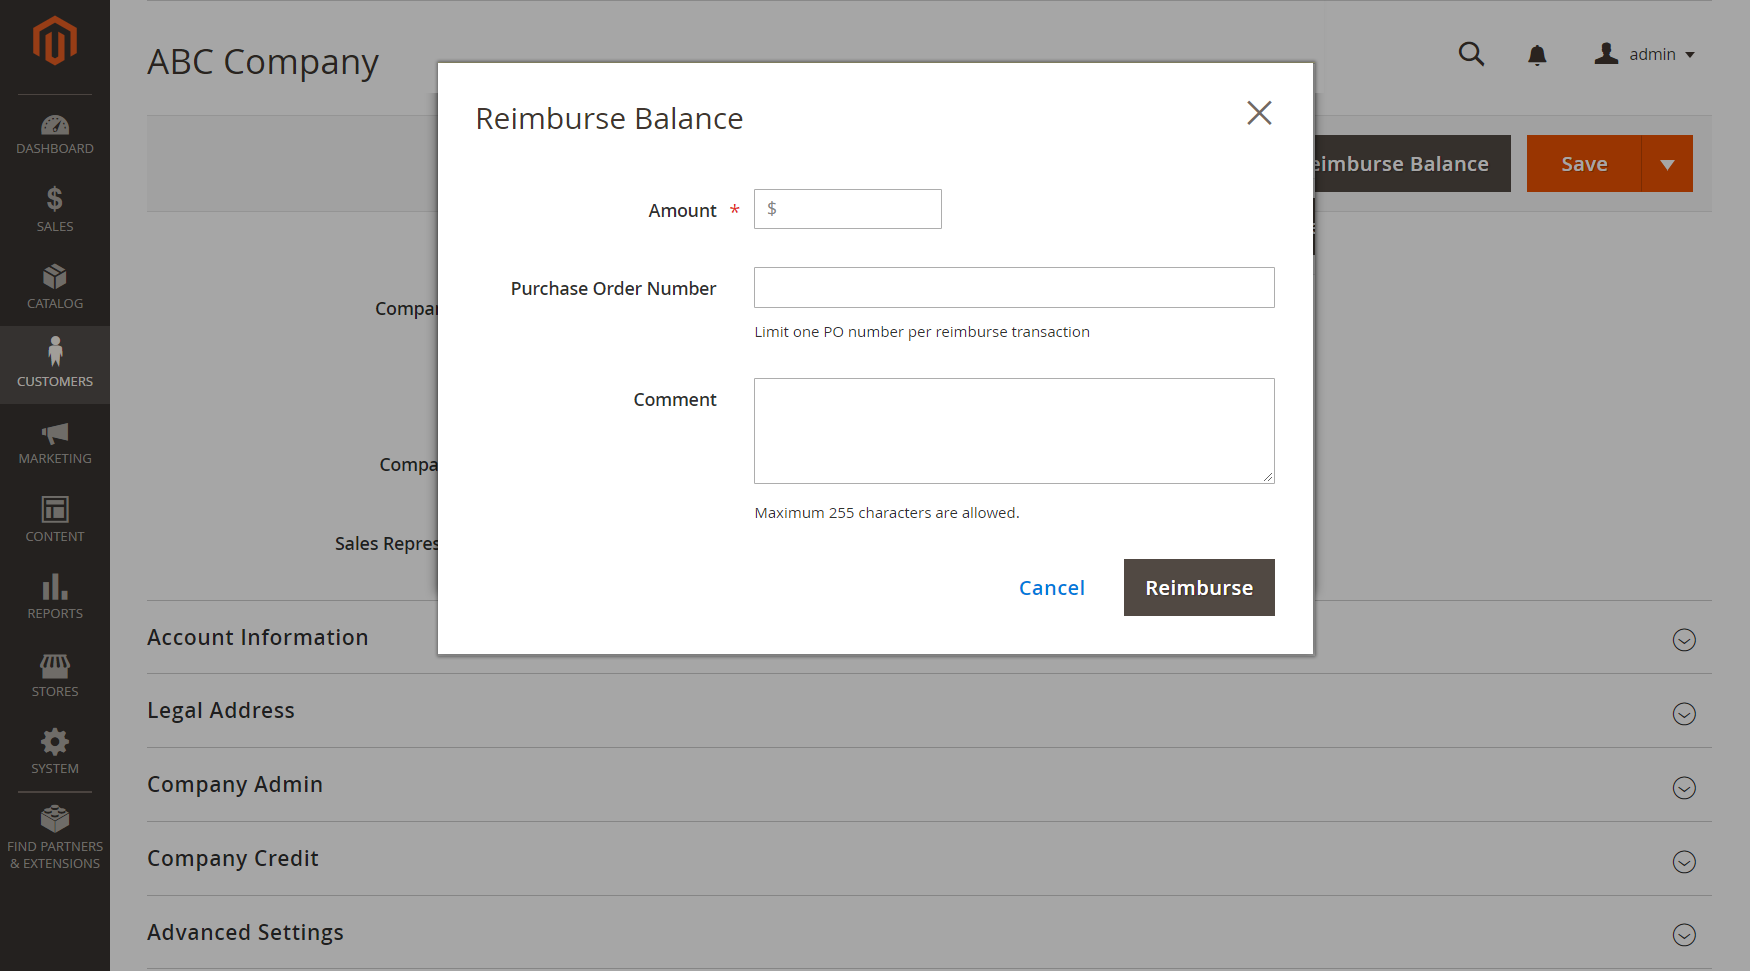 ABC Company
admin
Reimburse Balance
DASHBOARD
SALES
CATALOG
CUSTOMERS
MARKETING
CONTENT
REPORTS
STORES
SYSTEM
FIND PARTNERS
& EXTENSIONS
eimburse Balance
Save
Amount *
$
Purchase Order Number
Limit one PO number per reimburse transaction
Comment
Maximum 255 characters are allowed.
Cancel
Reimburse
Compa
Sales Repres
Account Information
Legal Address
Company Admin
Company Credit
Advanced Settings